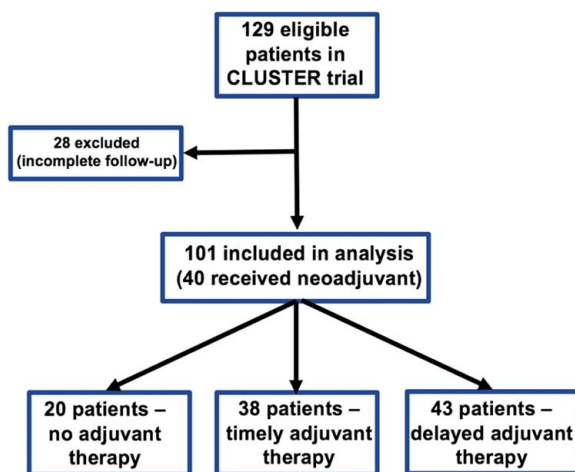 129 eligible
patients in
CLUSTER trial
28 excluded
(incomplete follow-up)
101 included in analysis
(40 received neoadjuvant)
20 patients –
no adjuvant
therapy
38 patients –
timely adjuvant
therapy
43 patients –
delayed adjuvant
therapy